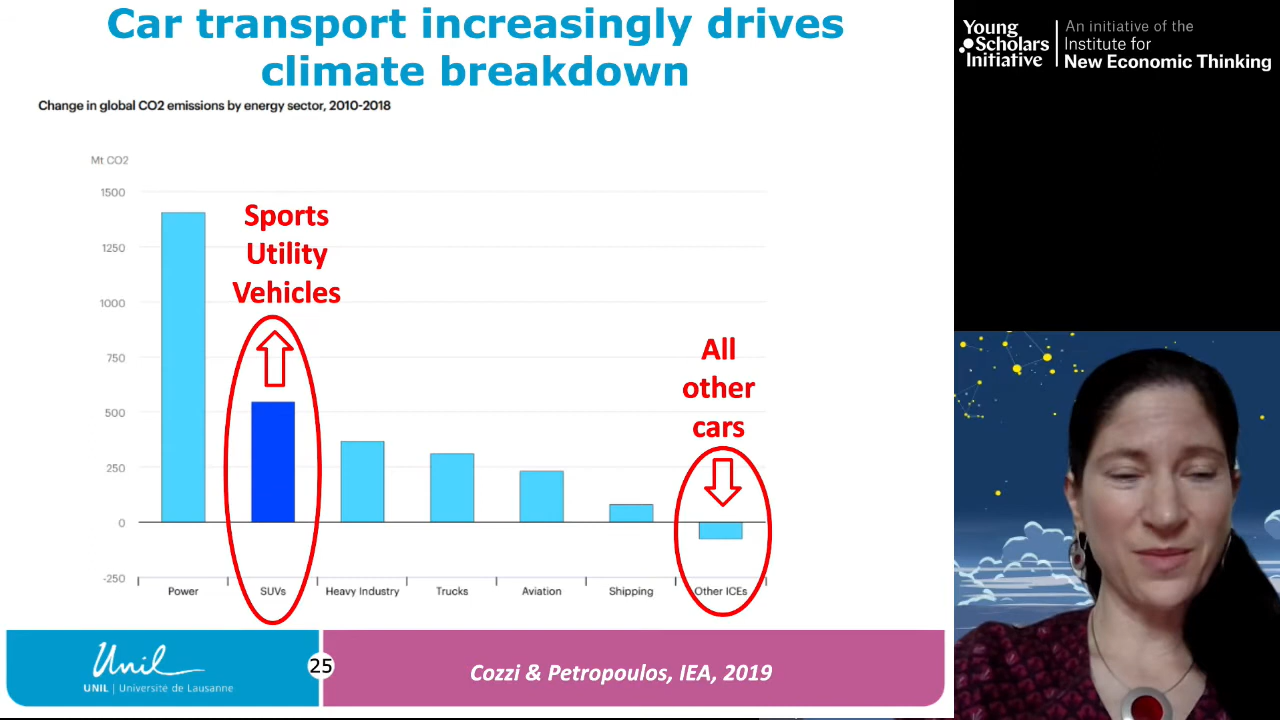 Car transport increasingly drives
climate breakdown
Change in global CO2 emissions by energy sector, 2010-2018
Mt CO2
1500
1250
1000
750
500
250
0
-250
Sports
Utility
Vehicles
All
other
cars
Power
SUVs
Heavy Industry
Trucks
Aviation
Shipping
Other ICEs
Unil
UNIL | Université de Lausanne
25
Cozzi & Petropoulos, IEA, 2019
Young
Scholars
Initiative
An initiative of the
Institute for
New Economic Thinking